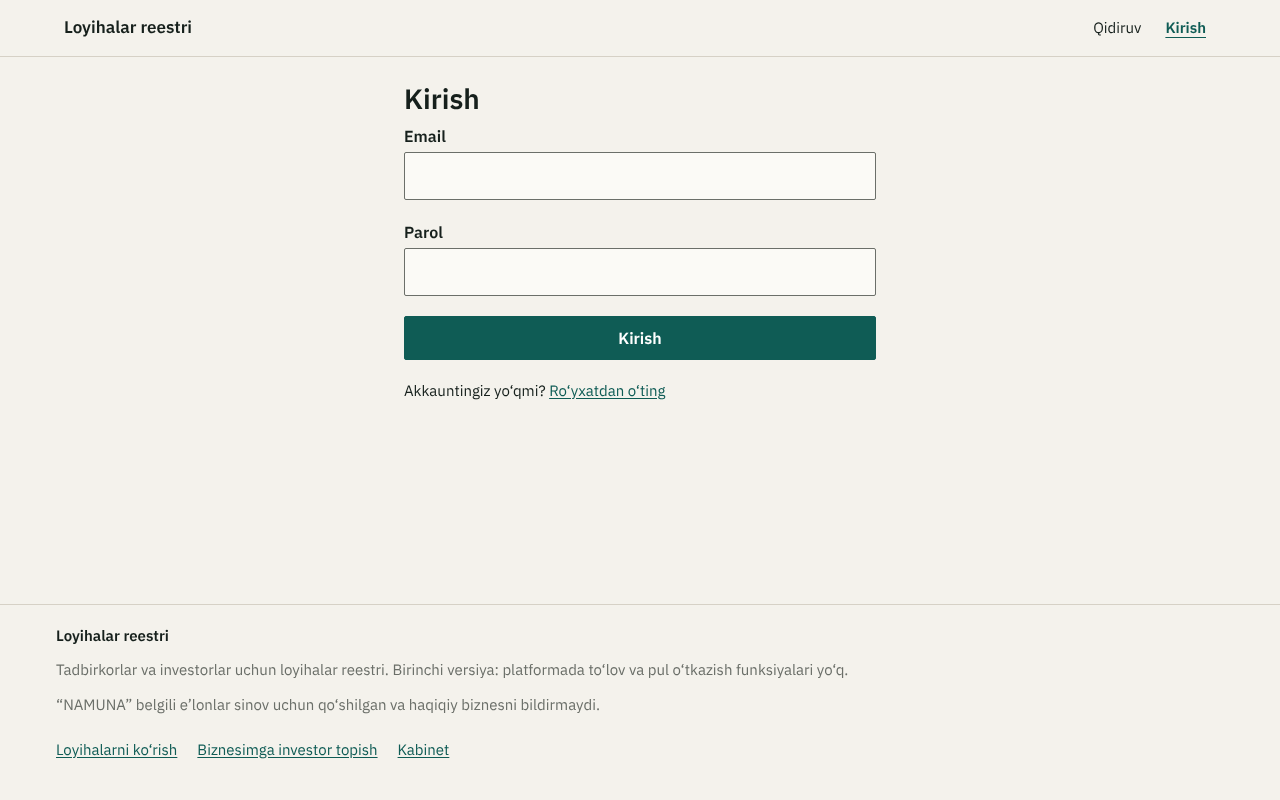 Loyihalar reestri
Qidiruv
Kirish
Kirish
Email
Parol
Kirish
Akkauntingiz yo‘qmi? Ro‘yxatdan o‘ting
Loyihalar reestri
Tadbirkorlar va investorlar uchun loyihalar reestri. Birinchi versiya: platformada to‘lov va pul o‘tkazish funksiyalari yo‘q.
“NAMUNA” belgili e’lonlar sinov uchun qo‘shilgan va haqiqiy biznesni bildirmaydi.
Loyihalarni ko‘rish
Biznesimga investor topish
Kabinet